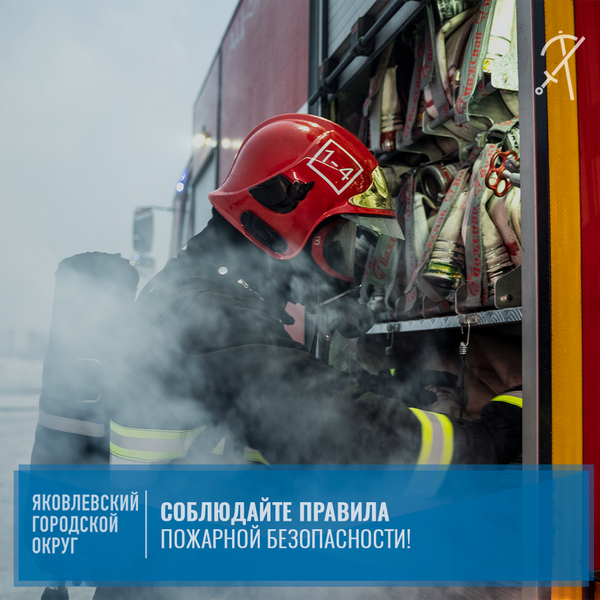 1-4
ЯКОВЛЕВСКИЙ
ГОРОДСКОЙ
ОКРУГ
СОБЛЮДАЙТЕ ПРАВИЛА
ПОЖАРНОЙ БЕЗОПАСНОСТИ!